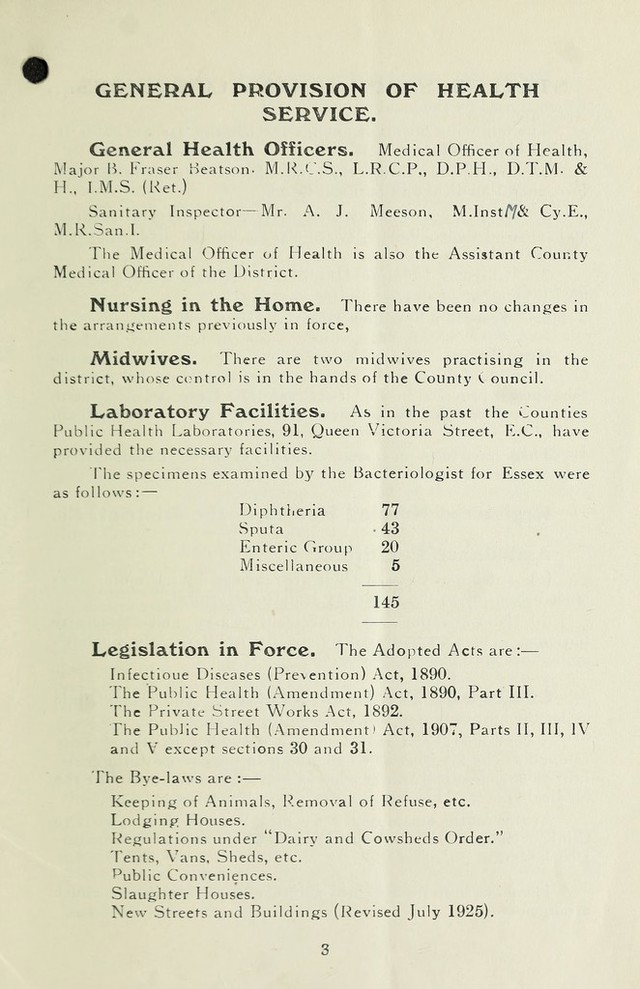 GENERAL PROVISION OF HEALTH
SERVICE.
General Health Officers. Medical Officer of Health,
Major B. Fraser Beatson. M.R.C.S., L.R.C.P., D.P.H., D.T.M. &
H., I.M.S. (Ret.)
Sanitary Inspector—Mr. A. J. Meeson, M.InstM& Cy.E.,
M.R.San.I.
The Medical Officer of Health is also the Assistant County
Medical Officer of the District.
Nursing in the Home. There have been no changes in
the arrangements previously in force,
Midwives. There are two midwives practising in the
district, whose control is in the hands of the County Council.
Laboratory Facilities. As in the past the Counties
Public Health Laboratories, 91, Queen Victoria Street, E.C., have
provided the necessary facilities.
The specimens examined by the Bacteriologist for Essex were
as follows:—
Diphtheria 77
Sputa 43
Enteric Group 20
Miscellaneous 5
145
Legislation in Force. The Adopted Acts are:—
Infectioue Diseases (Prevention) Act, 1890.
The Public Health (Amendment) Act, 1890, Part III.
The Private Street Works Act, 1892.
The Public Health (Amendment) Act, 1907, Parts II, III, IV
and V except sections 30 and 31.
The Bye-laws are :—
Keeping of Animals, Removal of Refuse, etc.
Lodging Houses.
Regulations under "Dairy and Cowsheds Order."
Tents, Vans, Sheds, etc.
Public Conveniences.
Slaughter Houses.
New Streets and Buildings (Revised July 1925).
3